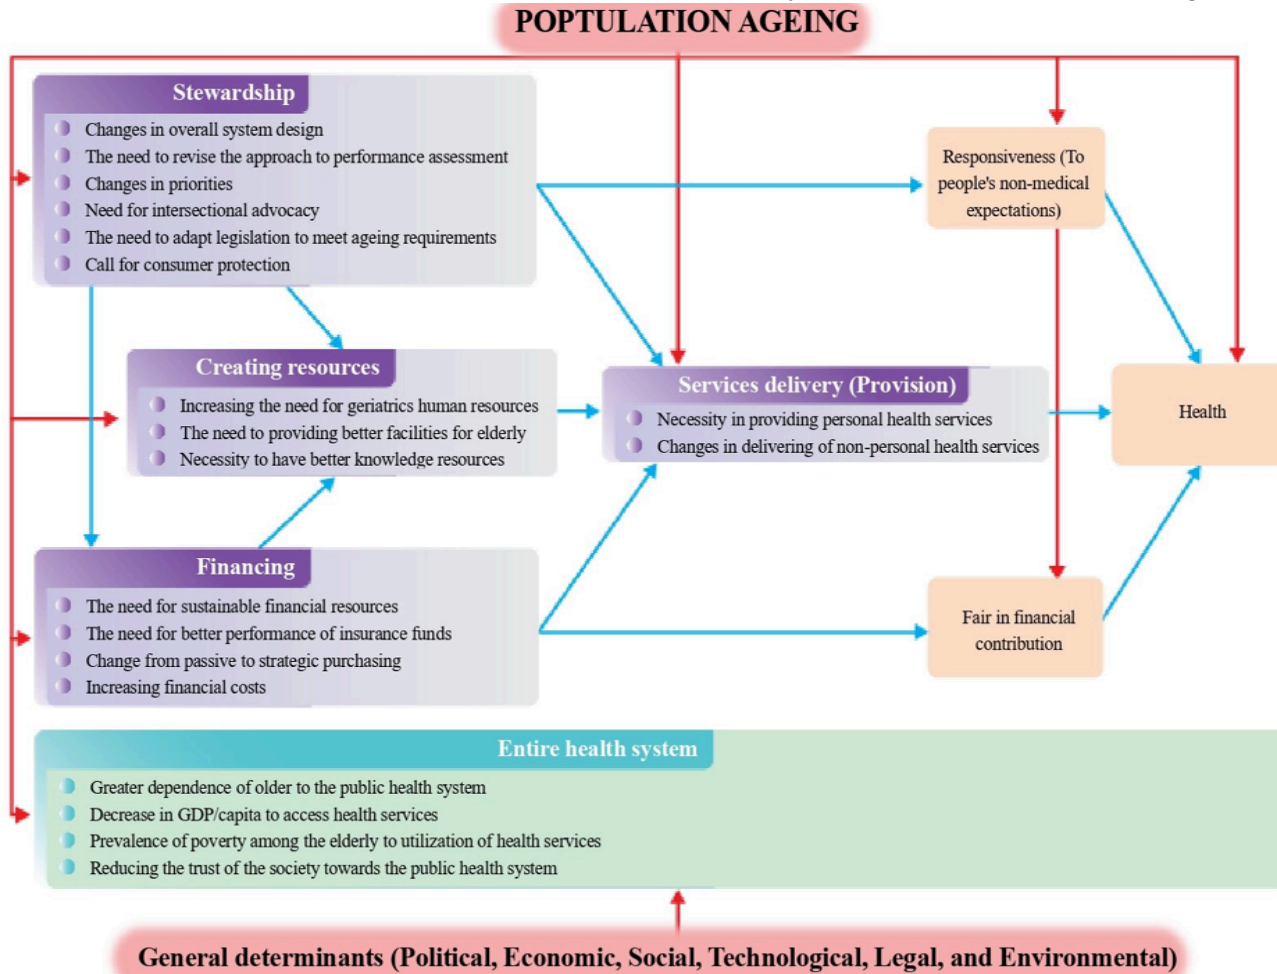 POPTULATION AGEING
Stewardship
Changes in overall system design
The need to revise the approach to performance assessment
Changes in priorities
Need for intersectional advocacy
The need to adapt legislation to meet ageing requirements
Call for consumer protection
Responsiveness (To
people's non-medical
expectations)
Creating resources
Increasing the need for geriatrics human resources
The need to providing better facilities for elderly
Necessity to have better knowledge resources
Services delivery (Provision)
Necessity in providing personal health services
Changes in delivering of non-personal health services
Health
Financing
The need for sustainable financial resources
The need for better performance of insurance funds
Change from passive to strategic purchasing
Increasing financial costs
Fair in financial
contribution
Entire health system
Greater dependence of older to the public health system
Decrease in GDP/capita to access health services
Prevalence of poverty among the elderly to utilization of health services
Reducing the trust of the society towards the public health system
General determinants (Political, Economic, Social, Technological, Legal, and Environmental)